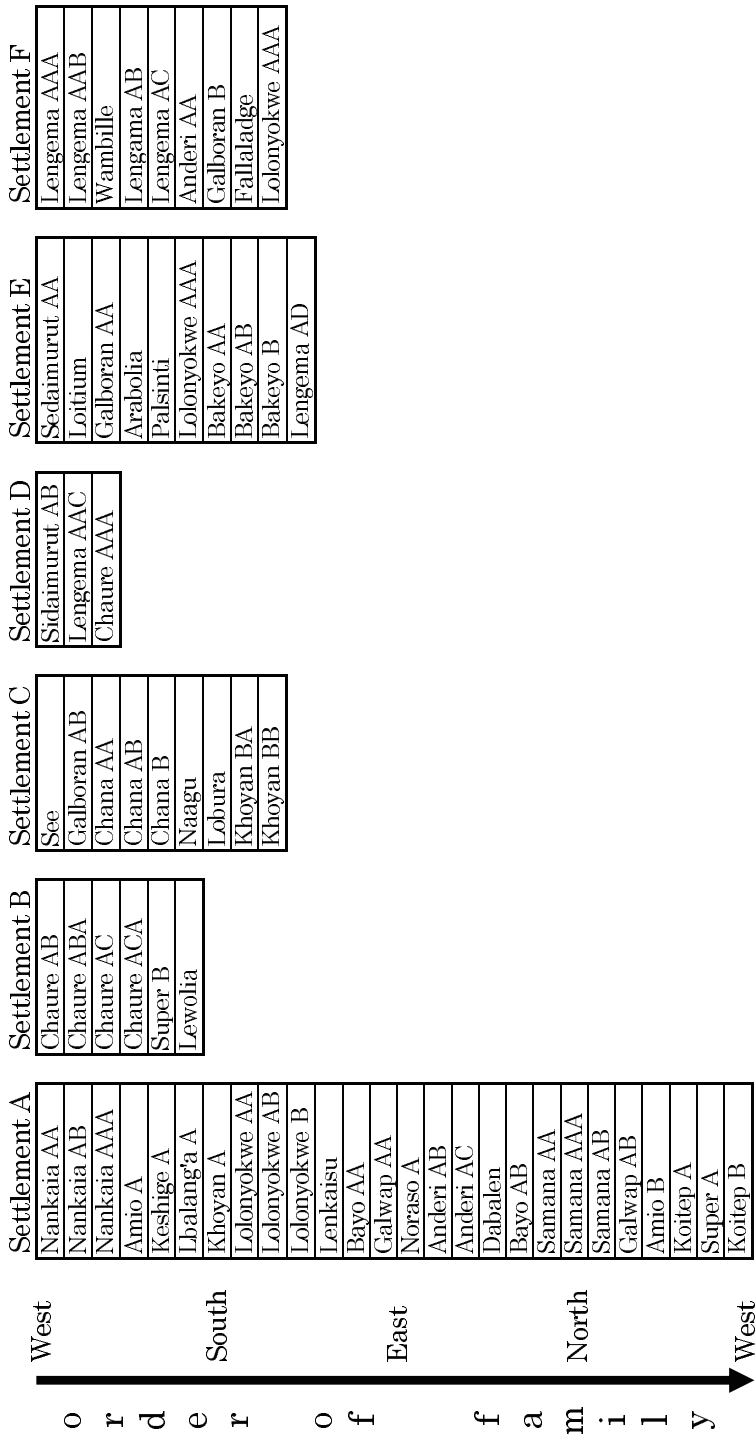 order of family
West
South
East
North
West
Settlement A
Nankaia AA
Nankaia AB
Nankaia AAA
Amio A
Keshige A
Lbalang'a A
Khoyan A
Lolonyokwe AA
Lolonyokwe AB
Lolonyokwe B
Lenkaisu
Bayo AA
Galwap AA
Noraso A
Anderi AB
Anderi AC
Dabalen
Bayo AB
Samana AA
Samana AAA
Samana AB
Galwap AB
Amio B
Koitep A
Super A
Koitep B
Settlement B
Chaure AB
Chaure ABA
Chaure AC
Chaure ACA
Super B
Lewolia
Settlement C
See
Galboran AB
Chana AA
Chana AB
Chana B
Naagu
Lobura
Khoyan BA
Khoyan BB
Settlement D
Sidaimurut AB
Lengema AAC
Chaure AAA
Settlement E
Sedaimurut AA
Loitium
Galboran AA
Arabolia
Palsinti
Lolonyokwe AAA
Bakeyo AA
Bakeyo AB
Bakeyo B
Lengema AD
Settlement F
Lengema AAA
Lengema AAB
Wambille
Lengama AB
Lengema AC
Anderi AA
Galboran B
Fallaladge
Lolonyokwe AAA